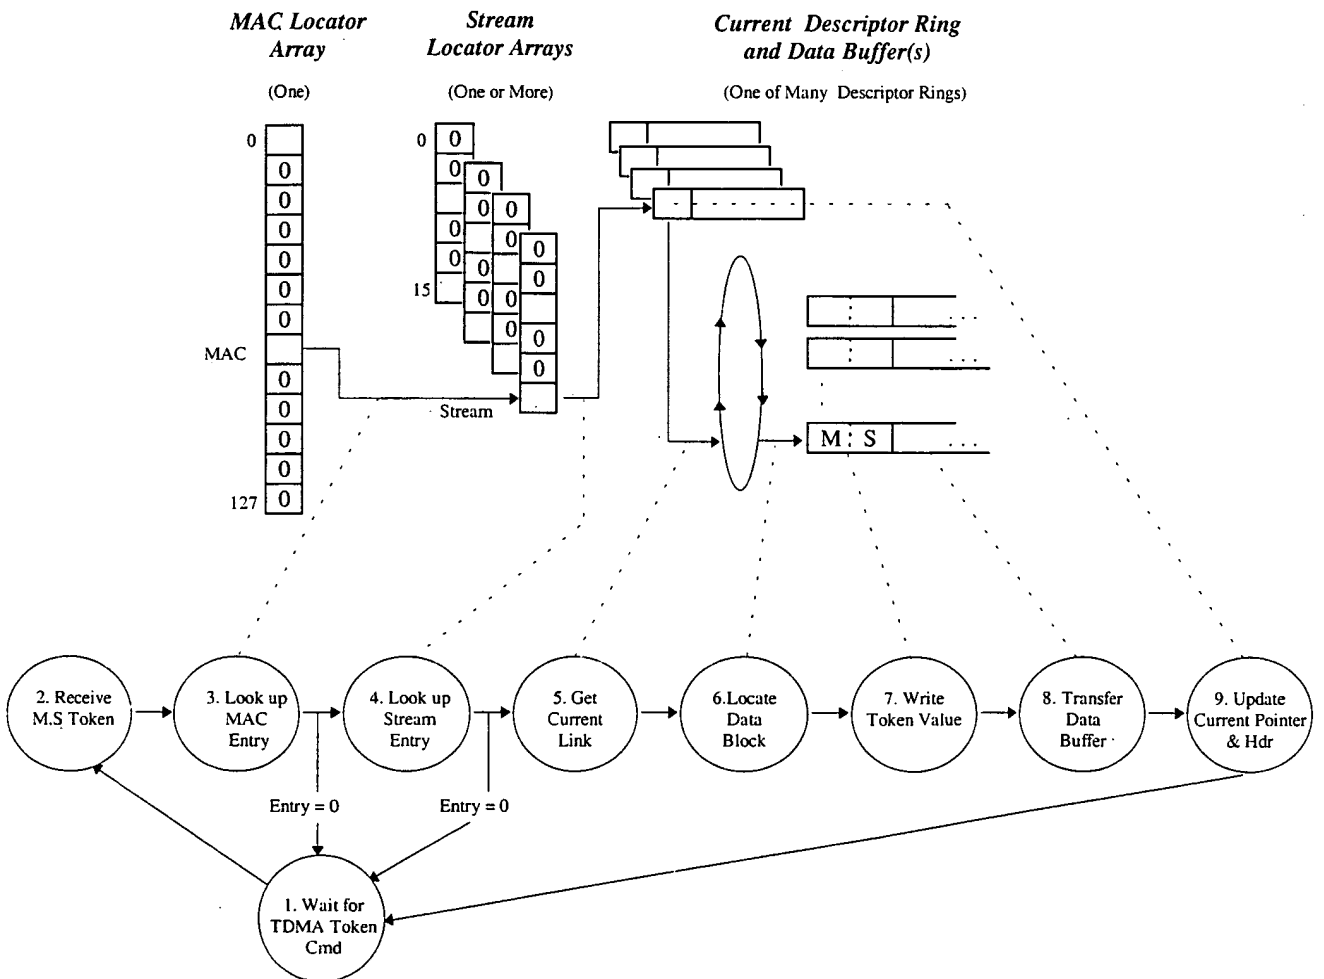 MAC Locator
Array
(One)
Stream
Locator Arrays
(One or More)
Current Descriptor Ring
and Data Buffer(s)
(One of Many Descriptor Rings)
0
0
0
0
0
0
0
0
0
0
0
0
MAC
127
0
0
0
0
0
15
0
0
0
0
0
0
0
0
0
0
0
0
Stream
M S
. . .
. . .
. . .
2. Receive
M.S Token
3. Look up
MAC
Entry
4. Look up
Stream
Entry
5. Get
Current
Link
6.Locate
Data
Block
7. Write
Token Value
8. Transfer
Data
Buffer
9. Update
Current Pointer
& Hdr
Entry = 0
Entry = 0
1. Wait for
TDMA Token
Cmd